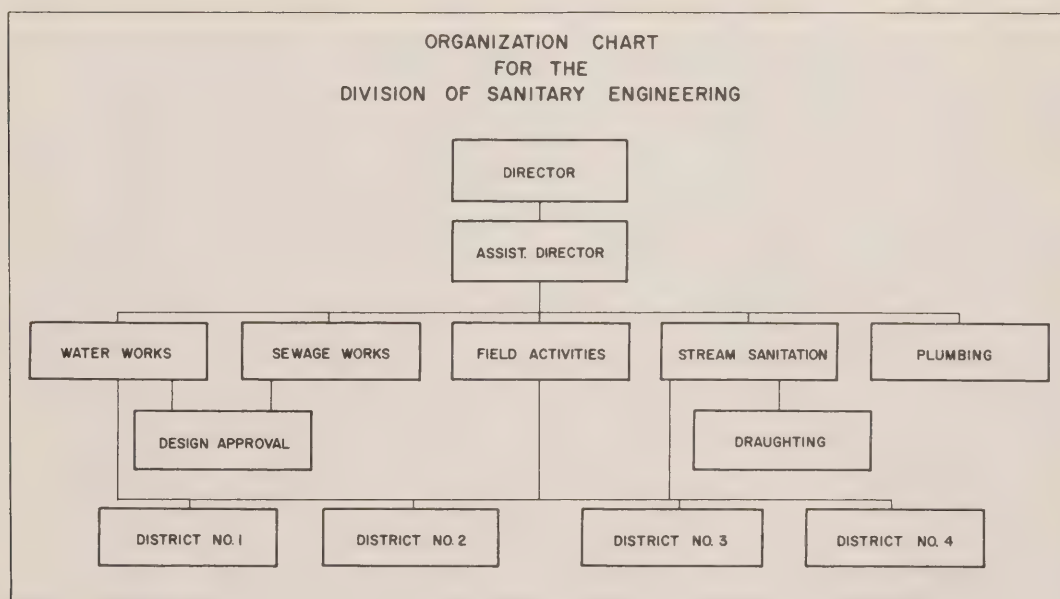 ORGANIZATION CHART
FOR THE
DIVISION OF SANITARY ENGINEERING
DIRECTOR
ASSIST. DIRECTOR
WATER WORKS
SEWAGE WORKS
FIELD ACTIVITIES
STREAM SANITATION
PLUMBING
DESIGN APPROVAL
DRAUGHTING
DISTRICT NO. 1
DISTRICT NO. 2
DISTRICT NO. 3
DISTRICT NO. 4